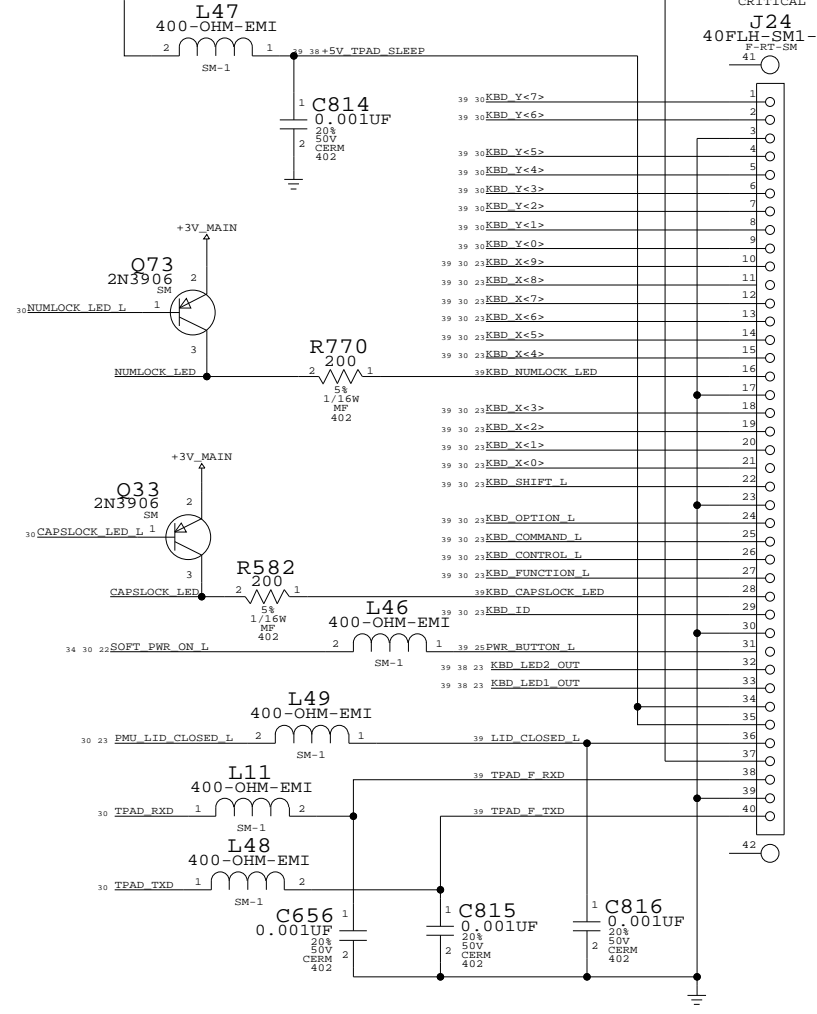 CRITICAL
L47
400-OHM-EMI
2 1
SM-1
39 38 +5V_TPAD_SLEEP
J24
40FLH-SM1-
F-RT-SM
41
1 C814
0.001UF
20%
50V
2 CERM
402
39 30 KBD_Y<7> 1
39 30 KBD_Y<6> 2
3
39 30 KBD_Y<5> 4
39 30 KBD_Y<4> 5
39 30 KBD_Y<3> 6
39 30 KBD_Y<2> 7
39 30 KBD_Y<1> 8
39 30 KBD_Y<0> 9
39 30 23 KBD_X<9> 10
39 30 23 KBD_X<8> 11
39 30 23 KBD_X<7> 12
39 30 23 KBD_X<6> 13
39 30 23 KBD_X<5> 14
39 30 23 KBD_X<4> 15
39 KBD_NUMLOCK_LED 16
17
39 30 23 KBD_X<3> 18
39 30 23 KBD_X<2> 19
39 30 23 KBD_X<1> 20
39 30 23 KBD_X<0> 21
39 30 23 KBD_SHIFT_L 22
23
39 30 23 KBD_OPTION_L 24
39 30 23 KBD_COMMAND_L 25
39 30 23 KBD_CONTROL_L 26
39 30 23 KBD_FUNCTION_L 27
39 KBD_CAPSLOCK_LED 28
39 30 23 KBD_ID 29
30
39 25 PWR_BUTTON_L 31
39 38 23 KBD_LED2_OUT 32
39 38 23 KBD_LED1_OUT 33
34
35
39 LID_CLOSED_L 36
37
39 TPAD_F_RXD 38
39
39 TPAD_F_TXD 40
42
+3V_MAIN
Q73
2N3906
SM
2
30 NUMLOCK_LED_L 1
3
NUMLOCK_LED
R770
200
2 1
5%
1/16W
MF
402
+3V_MAIN
Q33
2N3906
SM
2
30 CAPSLOCK_LED_L 1
3
CAPSLOCK_LED
R582
200
2 1
5%
1/16W
MF
402
L46
400-OHM-EMI
34 30 22 SOFT_PWR_ON_L 2 1
SM-1
L49
400-OHM-EMI
30 23 PMU_LID_CLOSED_L 2 1
SM-1
L11
400-OHM-EMI
30 TPAD_RXD 1 2
SM-1
L48
400-OHM-EMI
30 TPAD_TXD 1 2
SM-1
C656 1
0.001UF
20%
50V
CERM 2
402
1 C815
0.001UF
20%
50V
2 CERM
402
1 C816
0.001UF
20%
50V
2 CERM
402